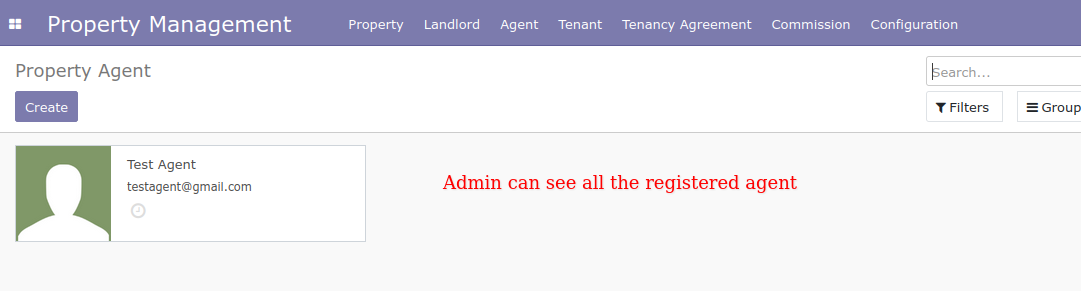 Property Management Property Landlord Agent Tenant Tenancy Agreement Commission Configuration
Property Agent
Search...
Create
Filters
Group
Test Agent
testagent@gmail.com
Admin can see all the registered agent